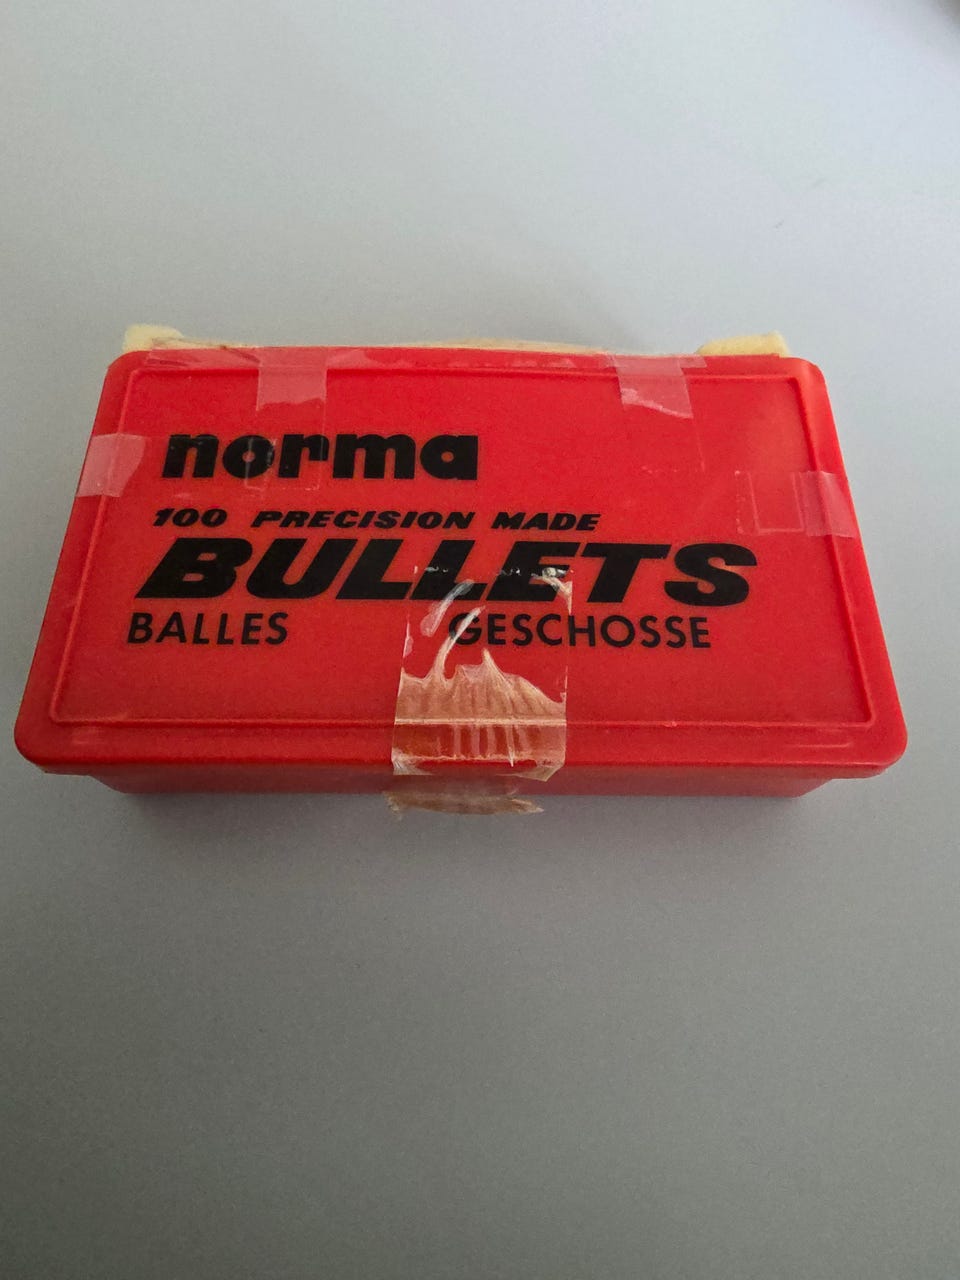 norma
100 PRECISION MADE
BULLETS
BALLES GESCHOSSE